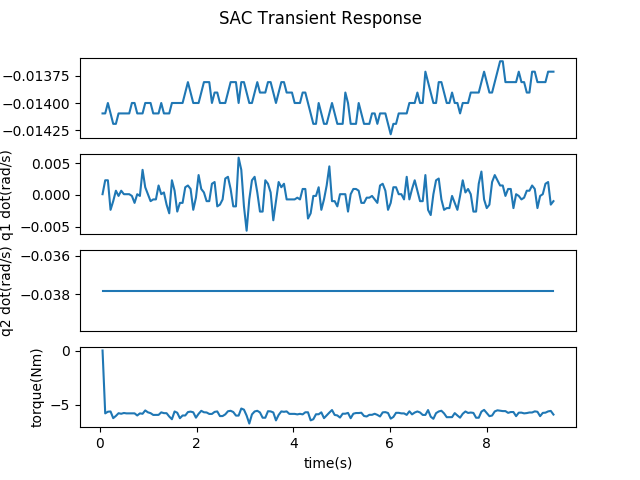 SAC Transient Response
−0.01375
−0.01400
−0.01425
q1 dot(rad/s)
0.005
0.000
−0.005
q2 dot(rad/s)
−0.036
−0.038
torque(Nm)
0
−5
0 2 4 6 8
time(s)